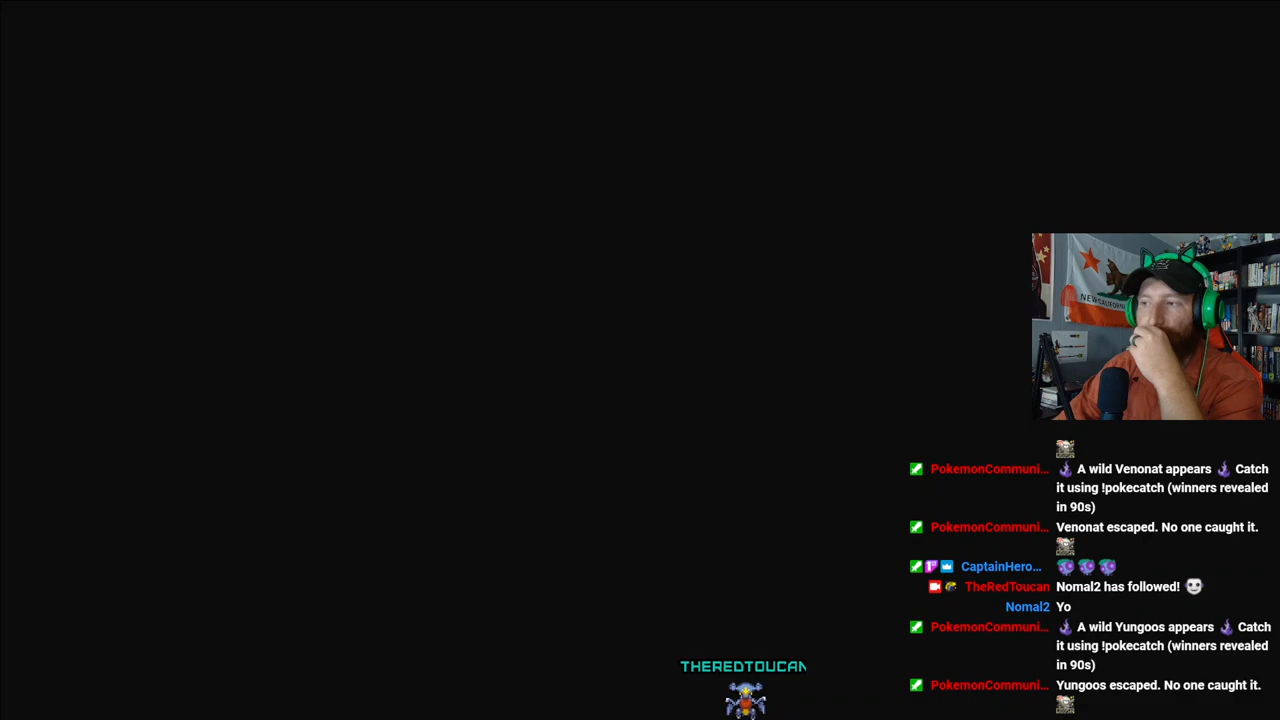 NEW CALIFORNI
PokemonCommuni... A wild Venonat appears Catch
it using !pokecatch (winners revealed
in 90s)
PokemonCommuni... Venonat escaped. No one caught it.
CaptainHero...
TheRedToucan Nomal2 has followed!
Nomal2 Yo
PokemonCommuni... A wild Yungoos appears Catch
it using !pokecatch (winners revealed
in 90s)
THEREDTOUCAN
PokemonCommuni... Yungoos escaped. No one caught it.